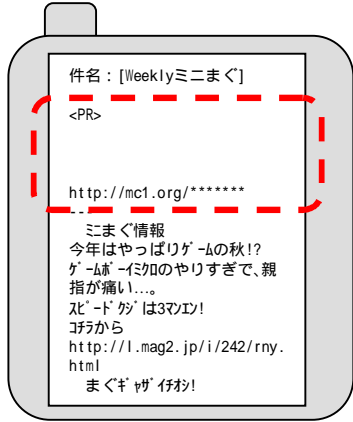 件名：[Weeklyミニまぐ]
<PR>
http://mc1.org/*******
---
ﾐﾆまぐ情報
今年はやっぱりｹﾞｰﾑの秋!?
ｹﾞｰﾑﾎﾞｰｲﾐｸﾛのやりすぎで､親
指が痛い…。
ｽﾋﾟｰﾄﾞｸｼﾞは3ﾏﾝｴﾝ!
ｺﾁﾗから
http://l.mag2.jp/i/242/rny.
html
まぐｷﾞｬｻﾞｲﾁｵｼ!